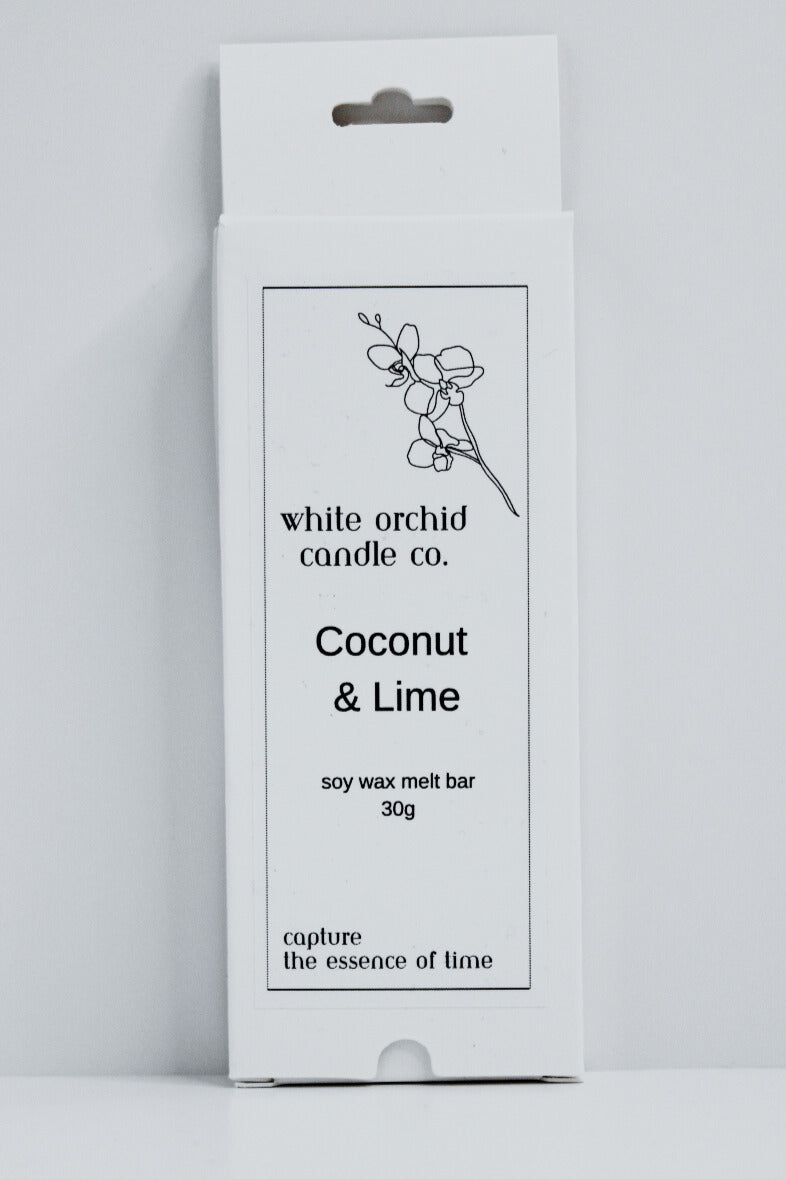 white orchid
candle co.
Coconut
& Lime
soy wax melt bar
30g
capture
the essence of time